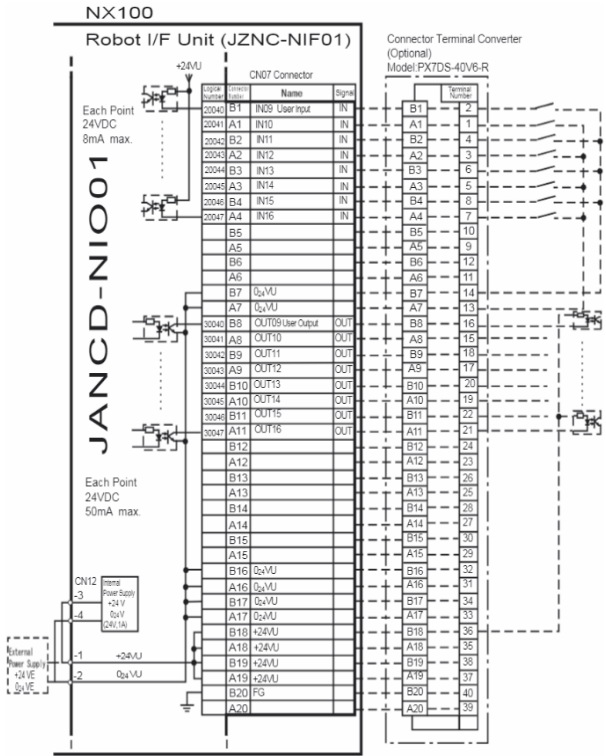 NX100
Robot I/F Unit (JZNC-NIF01)
Connector Terminal Converter
(Optional)
Model:PX7DS-40V6-R
+24VU
CN07 Connector
Logical Number Connector Name Signal
Terminal Number
JANCD-NIO01
Each Point
24VDC
8mA max.
20040 B1 IN09 User Input IN B1 2
20041 A1 IN10 IN A1 1
20042 B2 IN11 IN B2 4
20043 A2 IN12 IN A2 3
20044 B3 IN13 IN B3 6
20045 A3 IN14 IN A3 5
20046 B4 IN15 IN B4 8
20047 A4 IN16 IN A4 7
B5 B5 10
A5 A5 9
B6 B6 12
A6 A6 11
B7 024VU B7 14
A7 024VU A7 13
30040 B8 OUT09 User Output OUT B8 16
30041 A8 OUT10 OUT A8 15
30042 B9 OUT11 OUT B9 18
30043 A9 OUT12 OUT A9 17
30044 B10 OUT13 OUT B10 20
30045 A10 OUT14 OUT A10 19
30046 B11 OUT15 OUT B11 22
30047 A11 OUT16 OUT A11 21
B12 B12 24
A12 A12 23
B13 B13 26
A13 A13 25
B14 B14 28
A14 A14 27
B15 B15 30
A15 A15 29
B16 024VU B16 32
A16 024VU A16 31
B17 024VU B17 34
A17 024VU A17 33
B18 +24VU B18 36
A18 +24VU A18 35
B19 +24VU B19 38
A19 +24VU A19 37
B20 FG B20 40
A20 A20 39
Each Point
24VDC
50mA max.
CN12
-3
-4
Internal
Power Supply
+24 V
024V
(24V,1A)
External
Power Supply
+24 VE
024 VE
-1 +24VU
-2 024VU